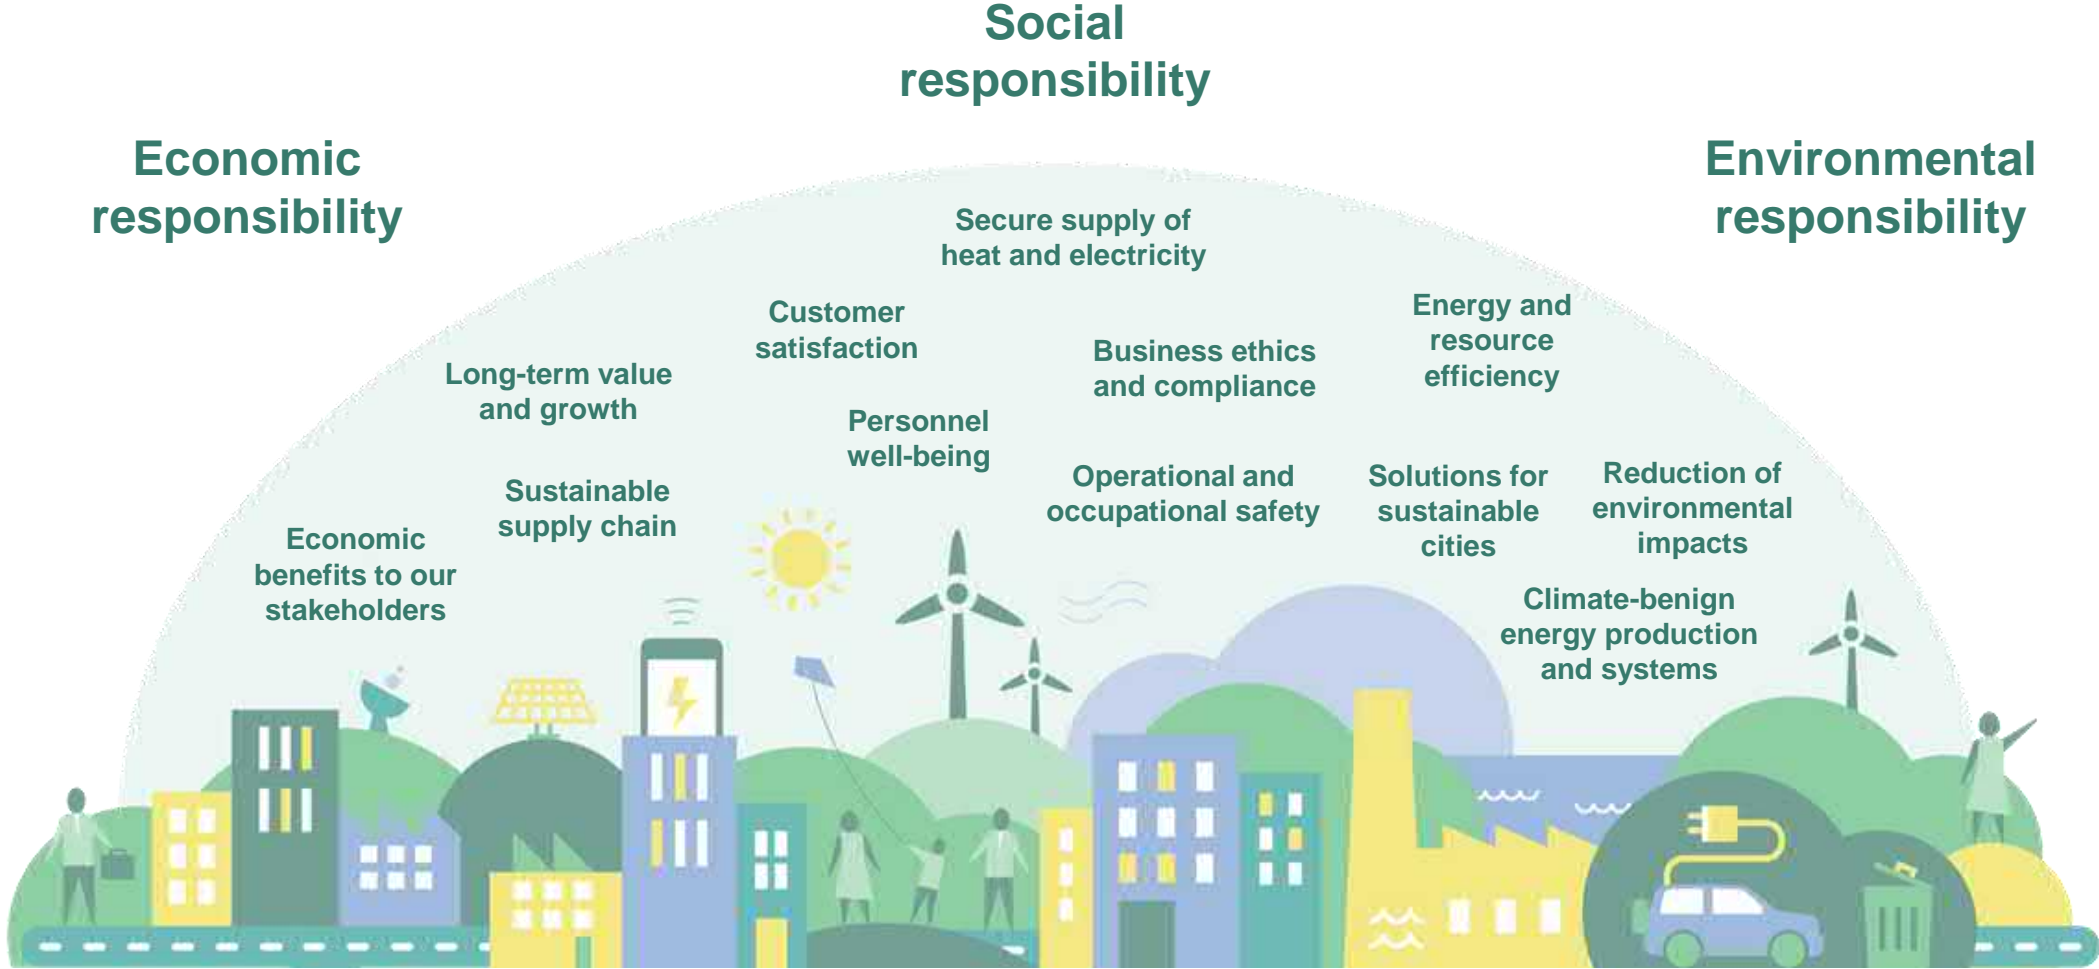 Social
responsibility
Economic
responsibility
Environmental
responsibility
Secure supply of
heat and electricity
Customer
satisfaction
Business ethics
and compliance
Energy and
resource
efficiency
Long-term value
and growth
Personnel
well-being
Operational and
occupational safety
Solutions for
sustainable
cities
Reduction of
environmental
impacts
Sustainable
supply chain
Economic
benefits to our
stakeholders
Climate-benign
energy production
and systems